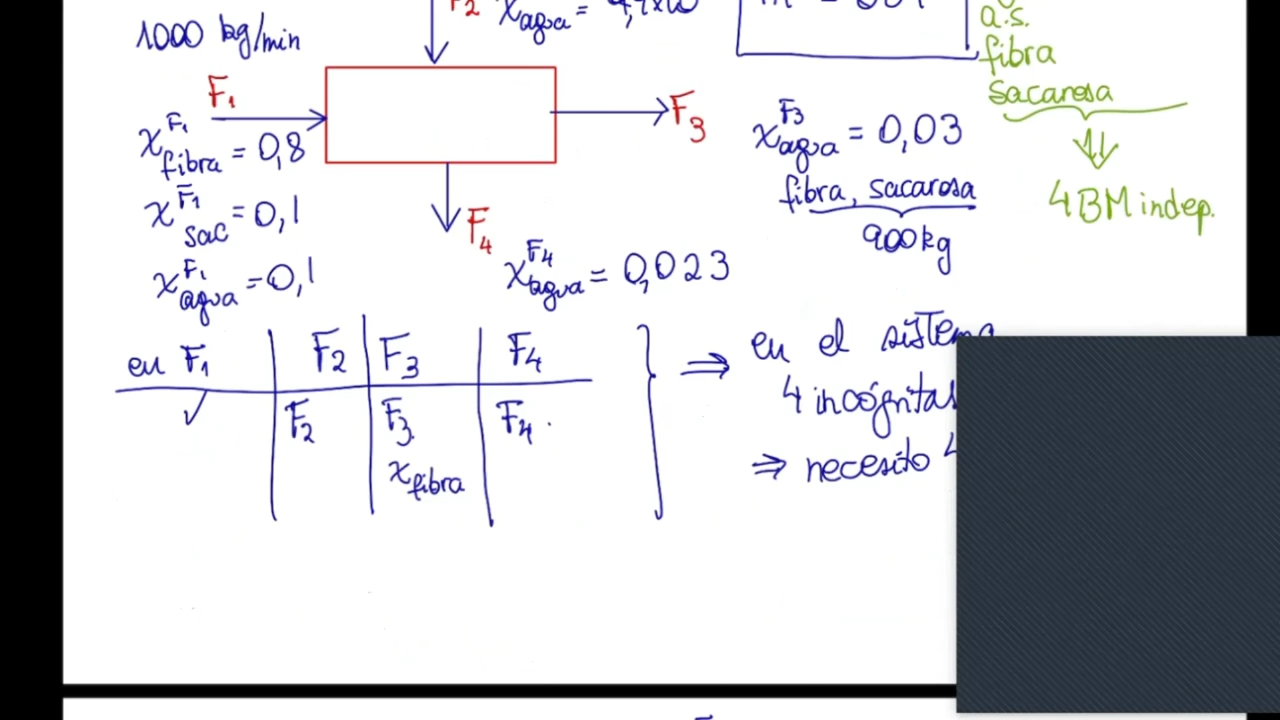 1000 kg/min
F₂ x agua =
a.s.
fibra
sacarosa
4 BM indep.
F₁
F₃
F₄
x^F₁ fibra = 0,8
x^F₁ sac = 0,1
x^F₁ agua = 0,1
x^F₃ agua = 0,03
fibra, sacarosa
900 kg
x^F₄ agua = 0,023
en F₁ F₂ F₃ F₄
✓ F₂ F₃ F₄.
x fibra
⇒ en el sistema
4 incógnitas
⇒ necesito 4